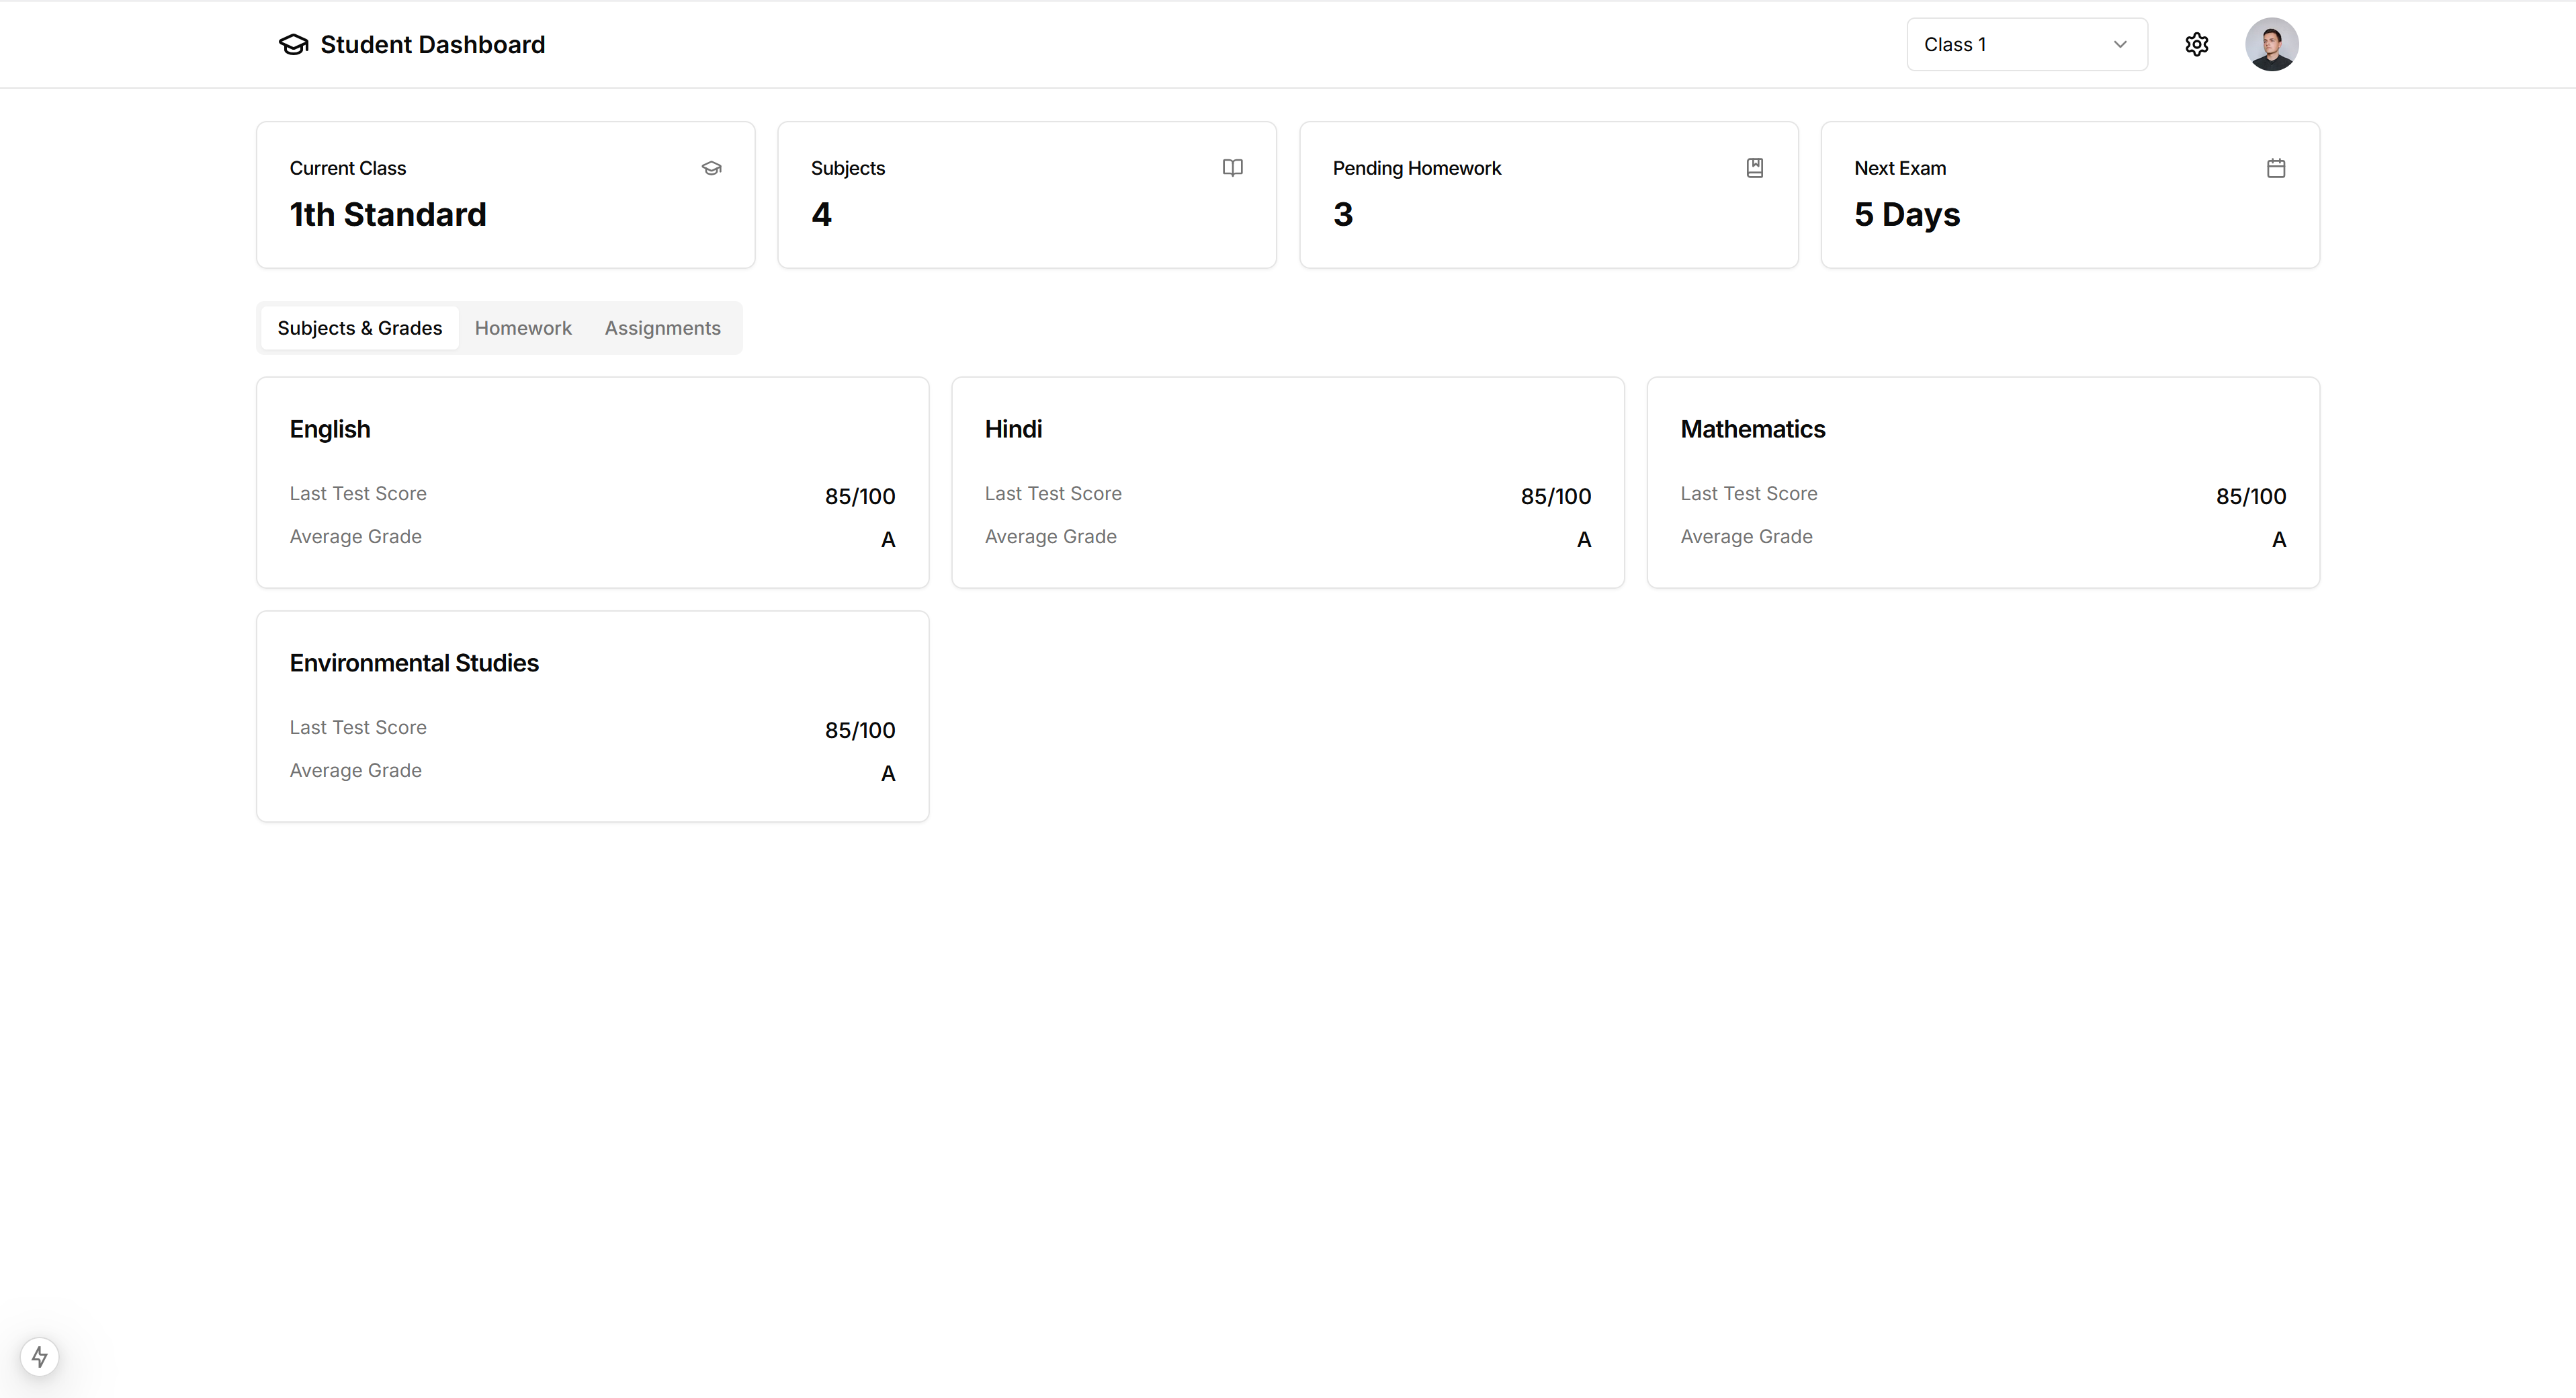 Student Dashboard
Class 1
Current Class
1th Standard
Subjects
4
Pending Homework
3
Next Exam
5 Days
Subjects & Grades
Homework
Assignments
English
Last Test Score 85/100
Average Grade A
Hindi
Last Test Score 85/100
Average Grade A
Mathematics
Last Test Score 85/100
Average Grade A
Environmental Studies
Last Test Score 85/100
Average Grade A